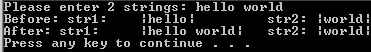 Please enter 2 strings: hello world
Before: str1: |hello| str2: |world|
After: str1: |hello world| str2: |world|
Press any key to continue . . .